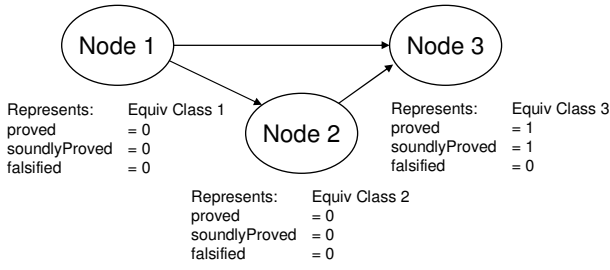 Node 1
Node 3
Represents: Equiv Class 1
proved = 0
soundlyProved = 0
falsified = 0
Node 2
Represents: Equiv Class 3
proved = 1
soundlyProved = 1
falsified = 0
Represents: Equiv Class 2
proved = 0
soundlyProved = 0
falsified = 0